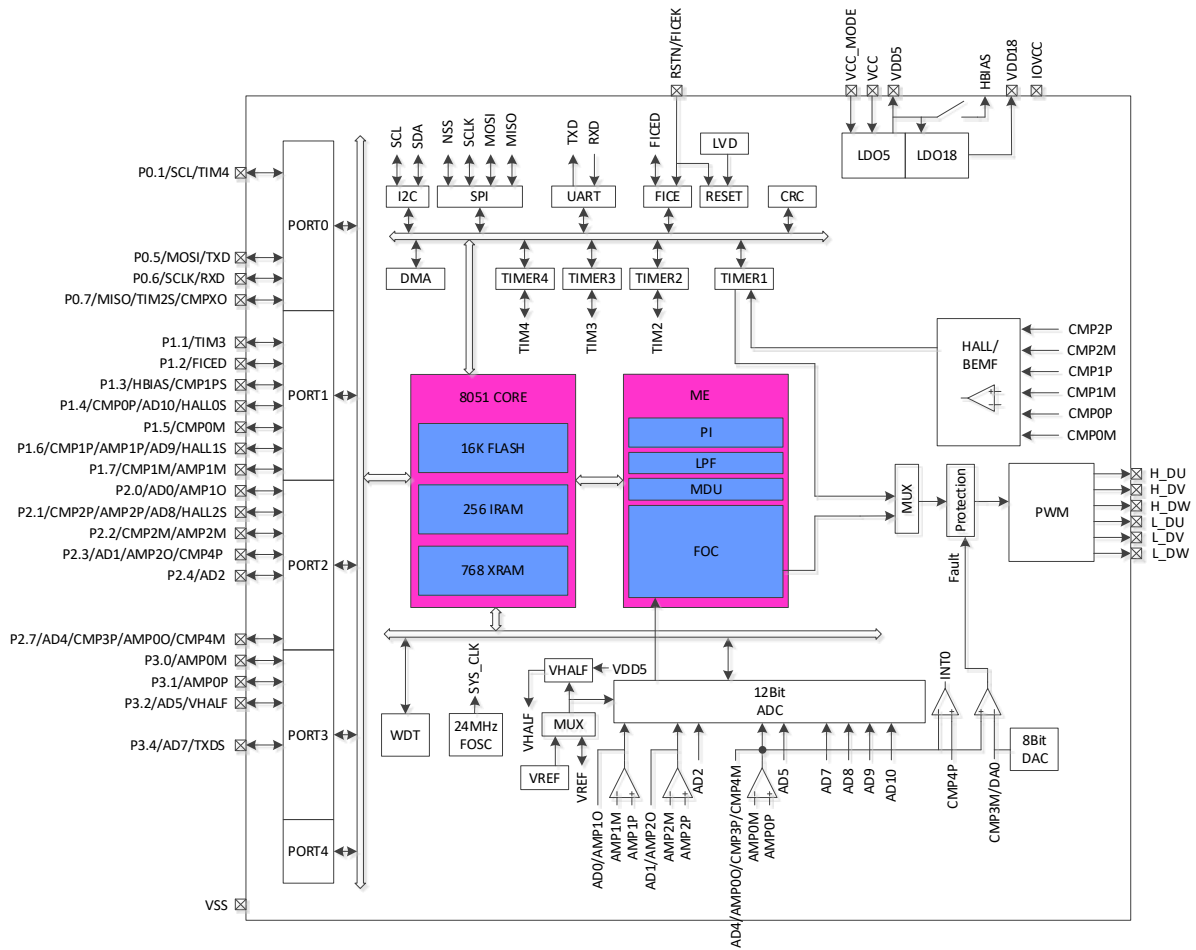 RSTN/FICEK
VCC_MODE
VCC
VDD5
HBIAS
VDD18
IOVCC
SCL
SDA
NSS
SCLK
MOSI
MISO
TXD
RXD
FICED
LVD
LDO5
LDO18
I2C
SPI
UART
FICE
RESET
CRC
DMA
TIMER4
TIMER3
TIMER2
TIMER1
TIM4
TIM3
TIM2
P0.1/SCL/TIM4
P0.5/MOSI/TXD
P0.6/SCLK/RXD
P0.7/MISO/TIM2S/CMPXO
P1.1/TIM3
P1.2/FICED
P1.3/HBIAS/CMP1PS
P1.4/CMP0P/AD10/HALL0S
P1.5/CMP0M
P1.6/CMP1P/AMP1P/AD9/HALL1S
P1.7/CMP1M/AMP1M
P2.0/AD0/AMP1O
P2.1/CMP2P/AMP2P/AD8/HALL2S
P2.2/CMP2M/AMP2M
P2.3/AD1/AMP2O/CMP4P
P2.4/AD2
P2.7/AD4/CMP3P/AMP0O/CMP4M
P3.0/AMP0M
P3.1/AMP0P
P3.2/AD5/VHALF
P3.4/AD7/TXDS
VSS
PORT0
PORT1
PORT2
PORT3
PORT4
8051 CORE
16K FLASH
256 IRAM
768 XRAM
ME
PI
LPF
MDU
FOC
HALL/
BEMF
CMP2P
CMP2M
CMP1P
CMP1M
CMP0P
CMP0M
MUX
Protection
Fault
PWM
H_DU
H_DV
H_DW
L_DU
L_DV
L_DW
WDT
SYS_CLK
24MHz
FOSC
VHALF
VDD5
VHALF
MUX
VREF
VREF
12Bit
ADC
INT0
8Bit
DAC
AD0/AMP1O
AMP1M
AMP1P
AD1/AMP2O
AMP2M
AMP2P
AD2
AD4/AMP0O/CMP3P/CMP4M
AMP0M
AMP0P
AD5
AD7
AD8
AD9
AD10
CMP4P
CMP3M/DA0